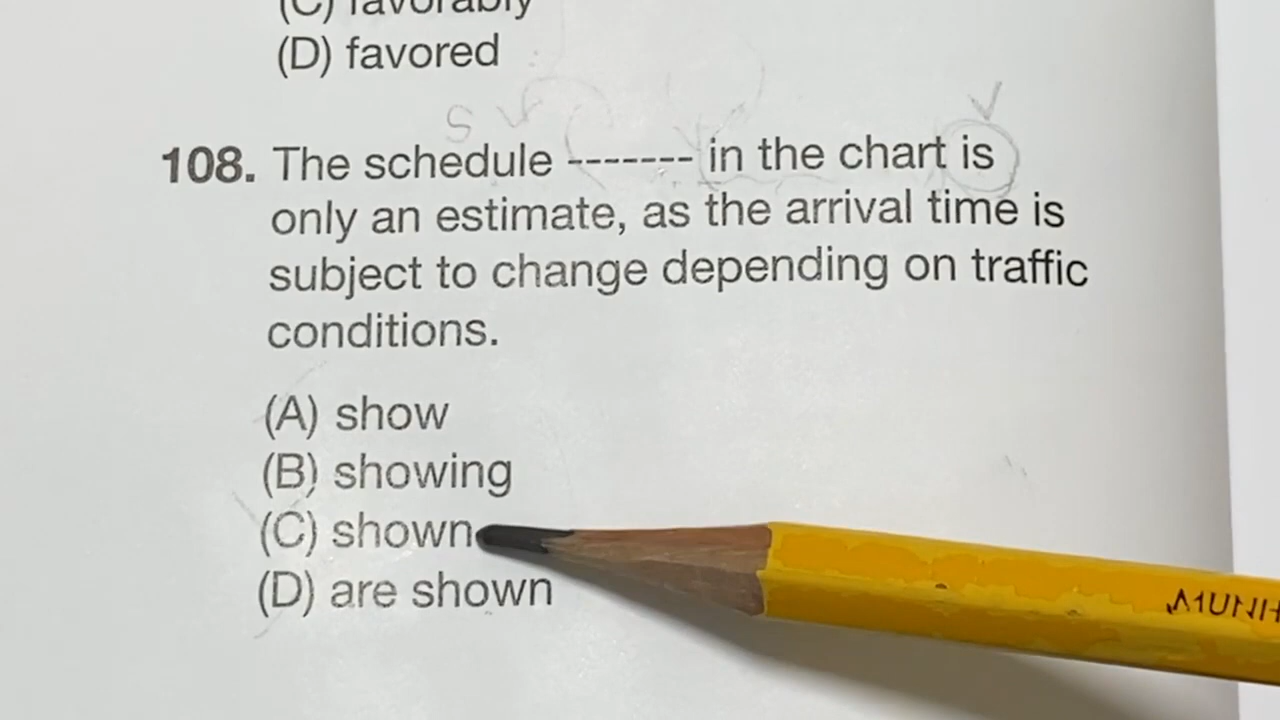 (C) favorably
(D) favored
S
V
108. The schedule ------- in the chart is
only an estimate, as the arrival time is
subject to change depending on traffic
conditions.
(A) show
(B) showing
(C) shown
(D) are shown